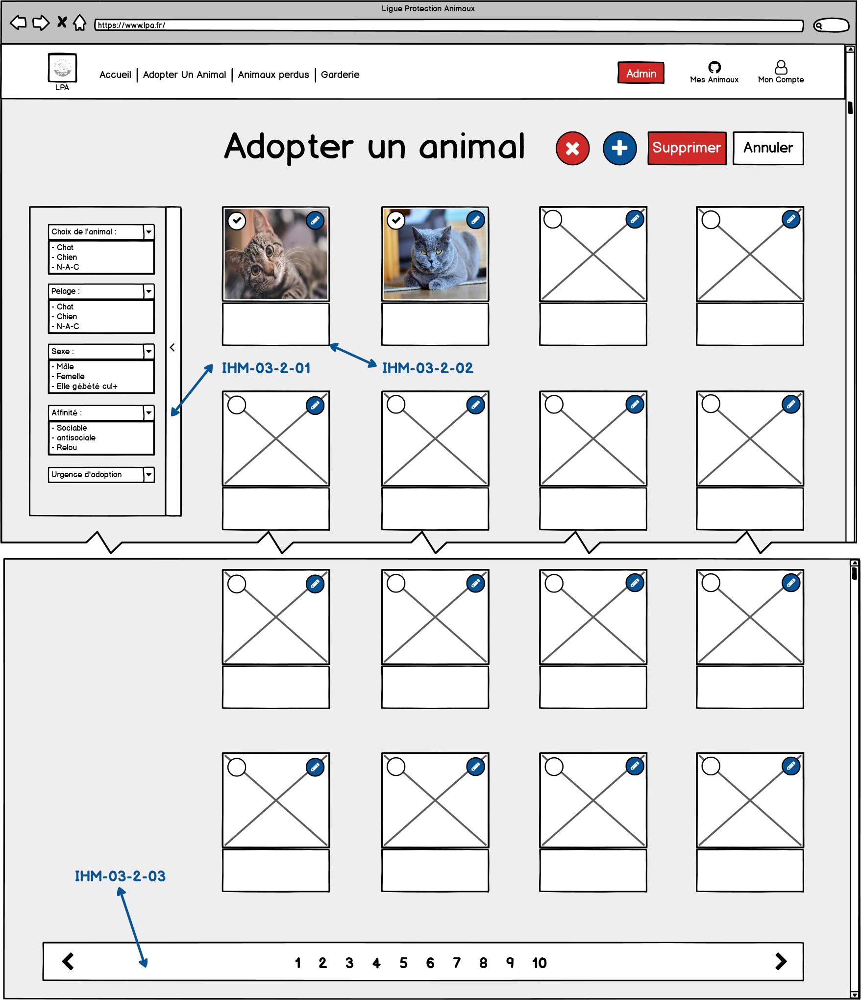 Ligue Protection Animaux
https://www.lpa.fr/
LPA
Accueil | Adopter Un Animal | Animaux perdus | Garderie
Admin
Mes Animaux
Mon Compte
Adopter un animal
Supprimer
Annuler
Choix de l'animal :
- Chat
- Chien
- N-A-C
Pelage :
- Chat
- Chien
- N-A-C
Sexe :
- Mâle
- Femelle
- Elle gébété cul+
Affinité :
- Sociable
- antisociale
- Relou
Urgence d'adoption
IHM-03-2-01
IHM-03-2-02
IHM-03-2-03
1 2 3 4 5 6 7 8 9 10